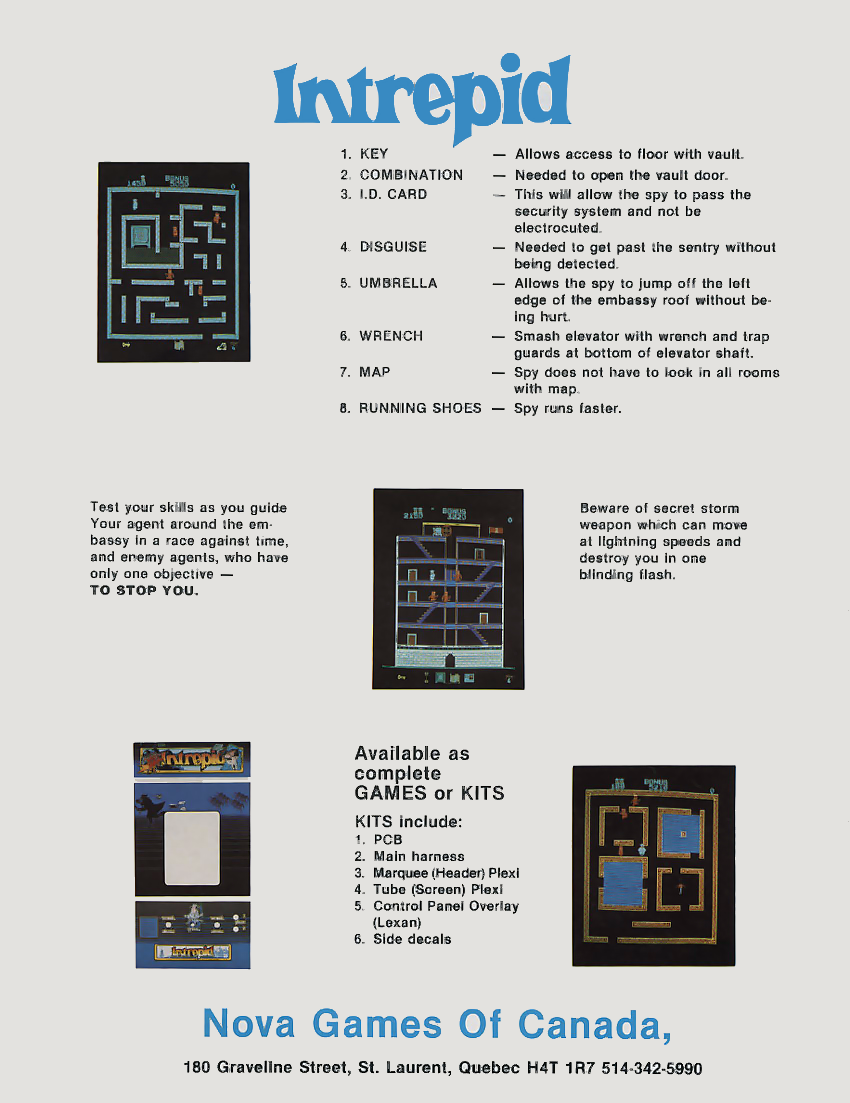 Intrepid
1. KEY — Allows access to floor with vault.
2. COMBINATION — Needed to open the vault door.
3. I.D. CARD — This will allow the spy to pass the
security system and not be
electrocuted.
4. DISGUISE — Needed to get past the sentry without
being detected.
5. UMBRELLA — Allows the spy to jump off the left
edge of the embassy roof without be-
ing hurt.
6. WRENCH — Smash elevator with wrench and trap
guards at bottom of elevator shaft.
7. MAP — Spy does not have to look in all rooms
with map.
8. RUNNING SHOES — Spy runs faster.
BONUS
Test your skills as you guide
Your agent around the em-
bassy in a race against time,
and enemy agents, who have
only one objective —
TO STOP YOU.
BONUS
Beware of secret storm
weapon which can move
at lightning speeds and
destroy you in one
blinding flash.
Intrepid
Intrepid
Available as
complete
GAMES or KITS
KITS include:
1. PCB
2. Main harness
3. Marquee (Header) Plexi
4. Tube (Screen) Plexi
5. Control Panel Overlay
(Lexan)
6. Side decals
BONUS
Nova Games Of Canada,
180 Graveline Street, St. Laurent, Quebec H4T 1R7 514-342-5990